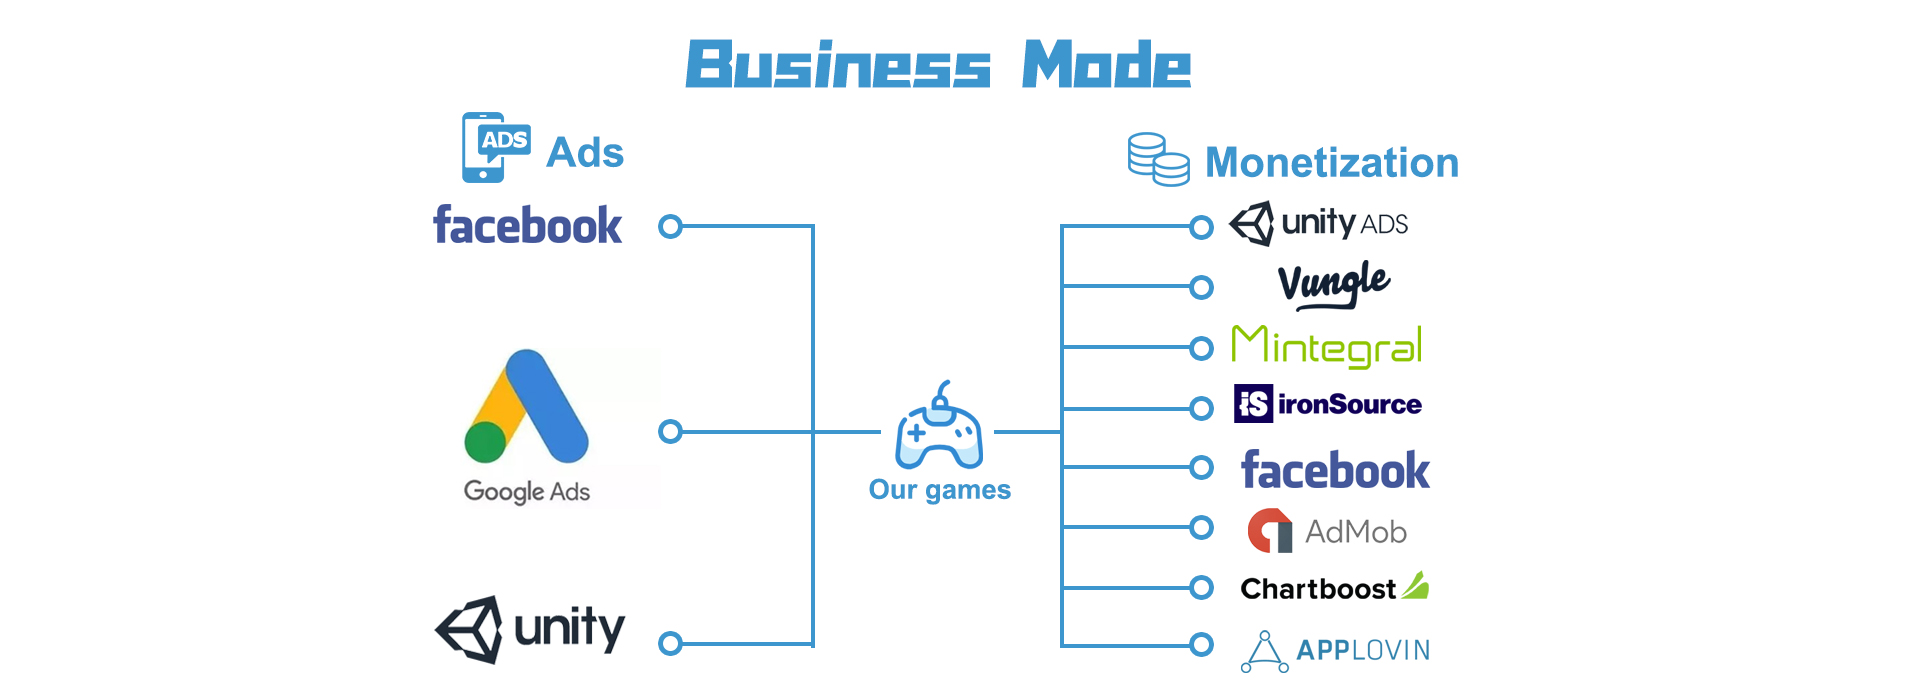 Business Mode
ADS
Ads
facebook
Google Ads
unity
Our games
Monetization
unity ADS
Vungle
Mintegral
iS ironSource
facebook
AdMob
Chartboost
APPLOVIN